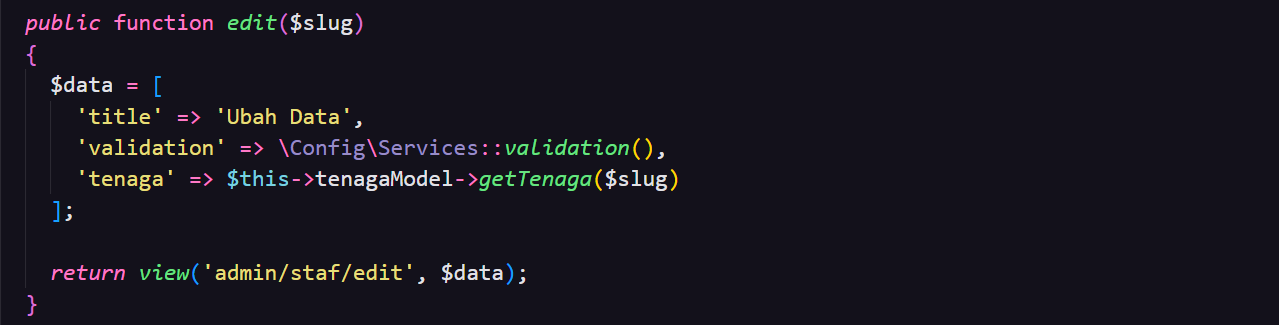 public function edit($slug)
{
  $data = [
    'title' => 'Ubah Data',
    'validation' => \Config\Services::validation(),
    'tenaga' => $this->tenagaModel->getTenaga($slug)
  ];
  return view('admin/staf/edit', $data);
}